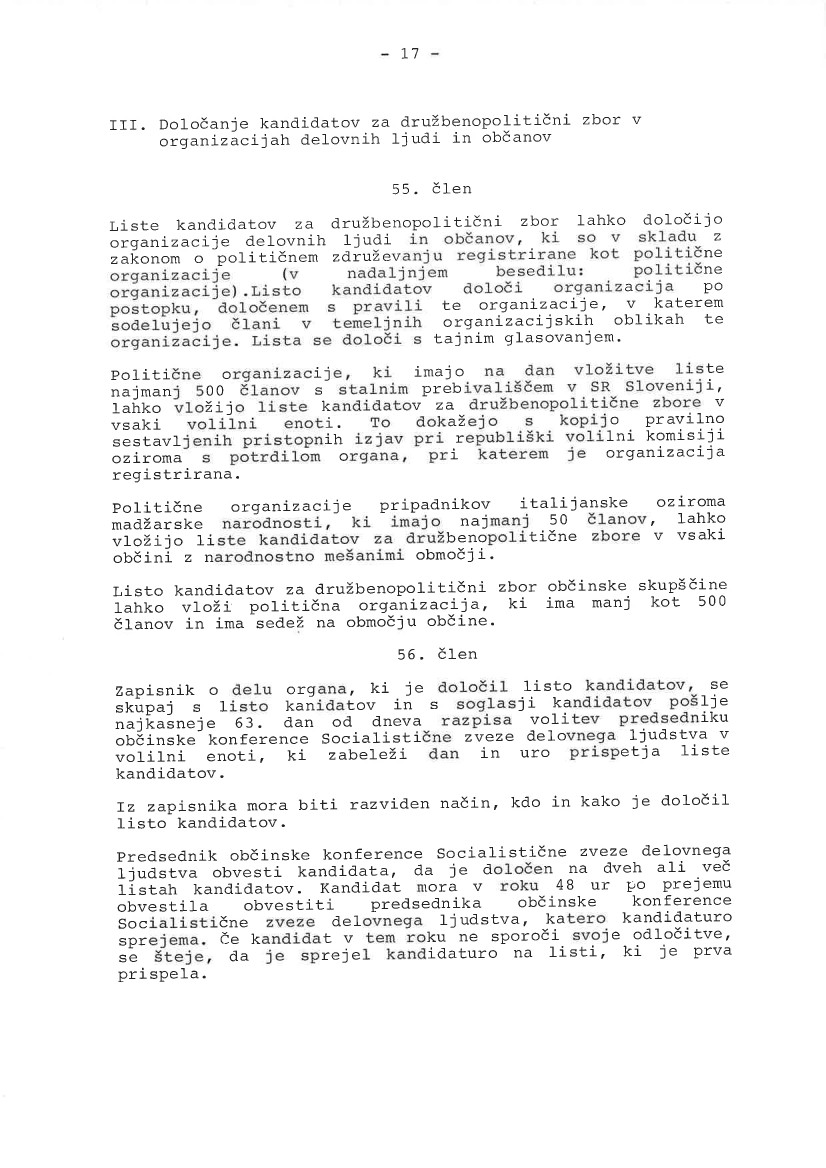 - 17 -
III. Določanje kandidatov za družbenopolitični zbor v
organizacijah delovnih ljudi in občanov
55. člen
Liste kandidatov za družbenopolitični zbor lahko določijo
organizacije delovnih ljudi in občanov, ki so v skladu z
zakonom o političnem združevanju registrirane kot politične
organizacije (v nadaljnjem besedilu: politične
organizacije).Listo kandidatov določi organizacija po
postopku, določenem s pravili te organizacije, v katerem
sodelujejo člani v temeljnih organizacijskih oblikah te
organizacije. Lista se določi s tajnim glasovanjem.
Politične organizacije, ki imajo na dan vložitve liste
najmanj 500 članov s stalnim prebivališčem v SR Sloveniji,
lahko vložijo liste kandidatov za družbenopolitične zbore v
vsaki volilni enoti. To dokažejo s kopijo pravilno
sestavljenih pristopnih izjav pri republiški volilni komisiji
oziroma s potrdilom organa, pri katerem je organizacija
registrirana.
Politične organizacije pripadnikov italijanske oziroma
madžarske narodnosti, ki imajo najmanj 50 članov, lahko
vložijo liste kandidatov za družbenopolitične zbore v vsaki
občini z narodnostno mešanimi območji.
Listo kandidatov za družbenopolitični zbor občinske skupščine
lahko vloži politična organizacija, ki ima manj kot 500
članov in ima sedež na območju občine.
56. člen
Zapisnik o delu organa, ki je določil listo kandidatov, se
skupaj s listo kanidatov in s soglasji kandidatov pošlje
najkasneje 63. dan od dneva razpisa volitev predsedniku
občinske konference Socialistične zveze delovnega ljudstva v
volilni enoti, ki zabeleži dan in uro prispetja liste
kandidatov.
Iz zapisnika mora biti razviden način, kdo in kako je določil
listo kandidatov.
Predsednik občinske konference Socialistične zveze delovnega
ljudstva obvesti kandidata, da je določen na dveh ali več
listah kandidatov. Kandidat mora v roku 48 ur po prejemu
obvestila obvestiti predsednika občinske konference
Socialistične zveze delovnega ljudstva, katero kandidaturo
sprejema. Če kandidat v tem roku ne sporoči svoje odločitve,
se šteje, da je sprejel kandidaturo na listi, ki je prva
prispela.